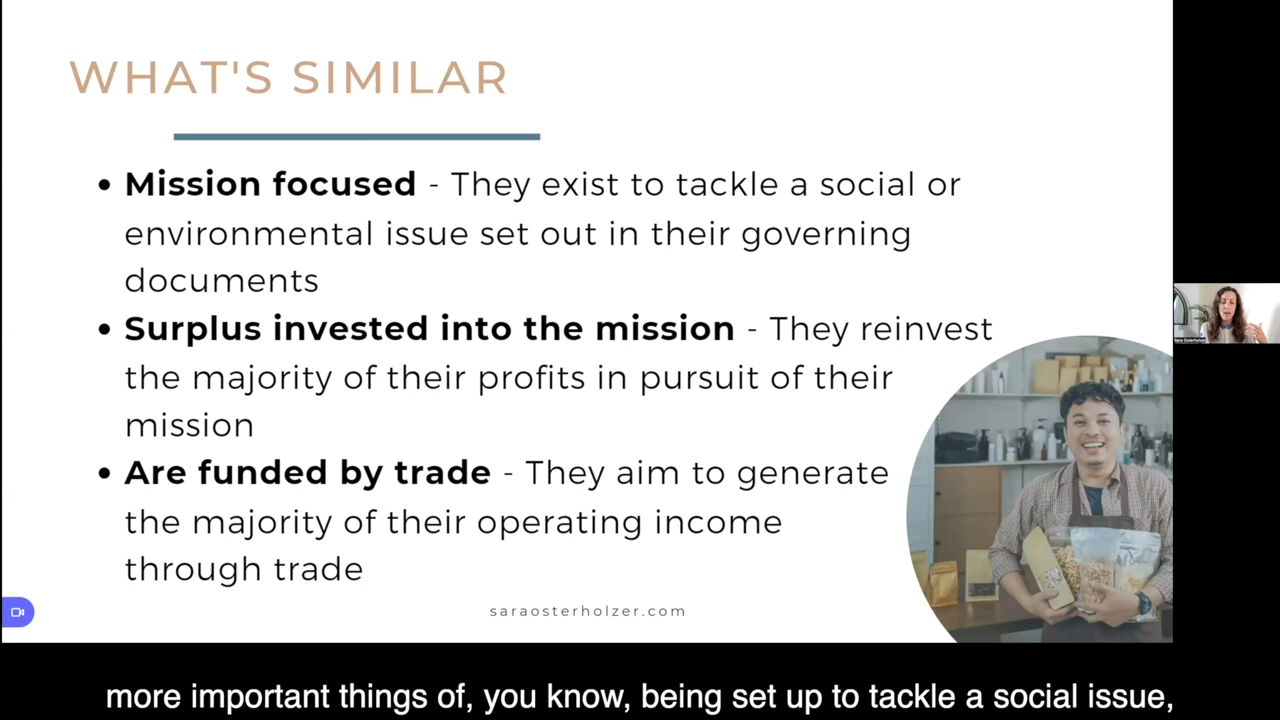 WHAT'S SIMILAR
• Mission focused - They exist to tackle a social or
environmental issue set out in their governing
documents
• Surplus invested into the mission - They reinvest
the majority of their profits in pursuit of their
mission
• Are funded by trade - They aim to generate
the majority of their operating income
through trade
saraosterholzer.com
Sara Osterholzer
more important things of, you know, being set up to tackle a social issue,